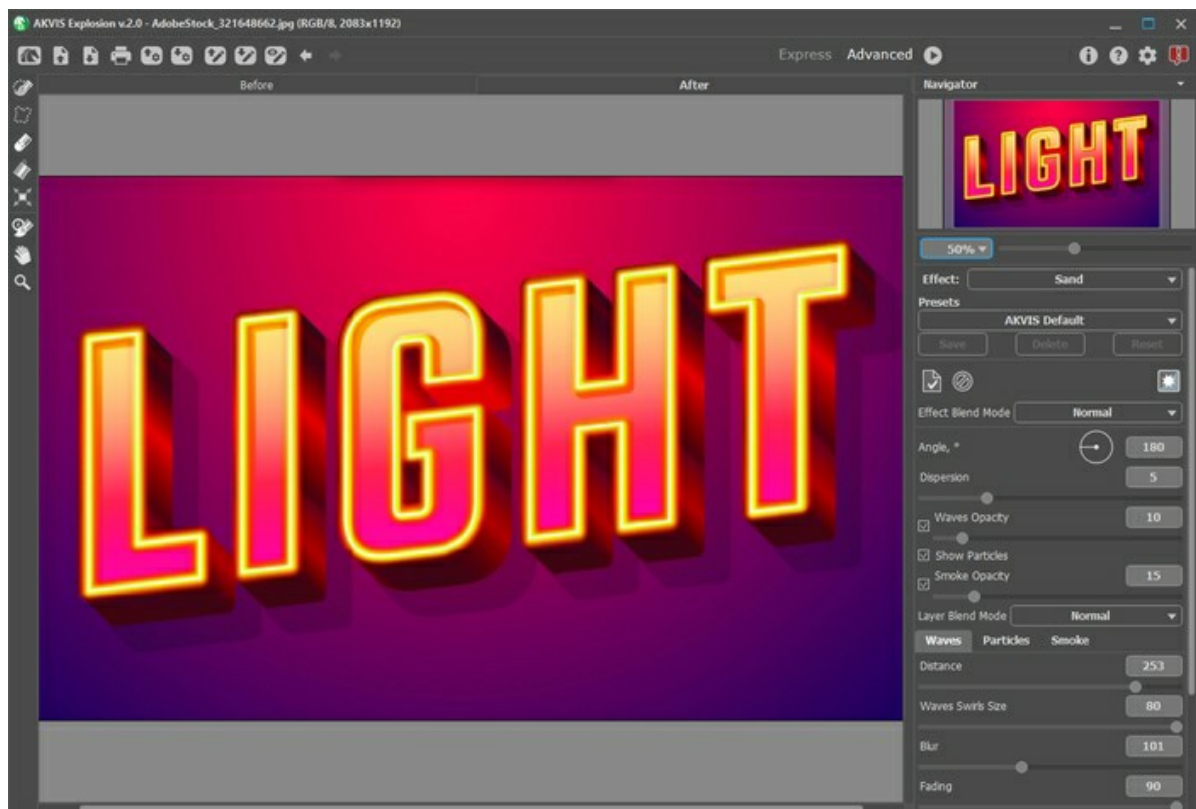 AKVIS Explosion v.2.0 - AdobeStock_321648662.jpg (RGB/8, 2083x1192)
Express Advanced
Before After
Navigator
LIGHT
LIGHT
50%
Effect: Sand
Presets
AKVIS Default
Save Delete Reset
Effect Blend Mode Normal
Angle, ° 180
Dispersion 5
Waves Opacity 10
Show Particles
Smoke Opacity 15
Layer Blend Mode Normal
Waves Particles Smoke
Distance 253
Waves Swirls Size 80
Blur 101
Fading 90